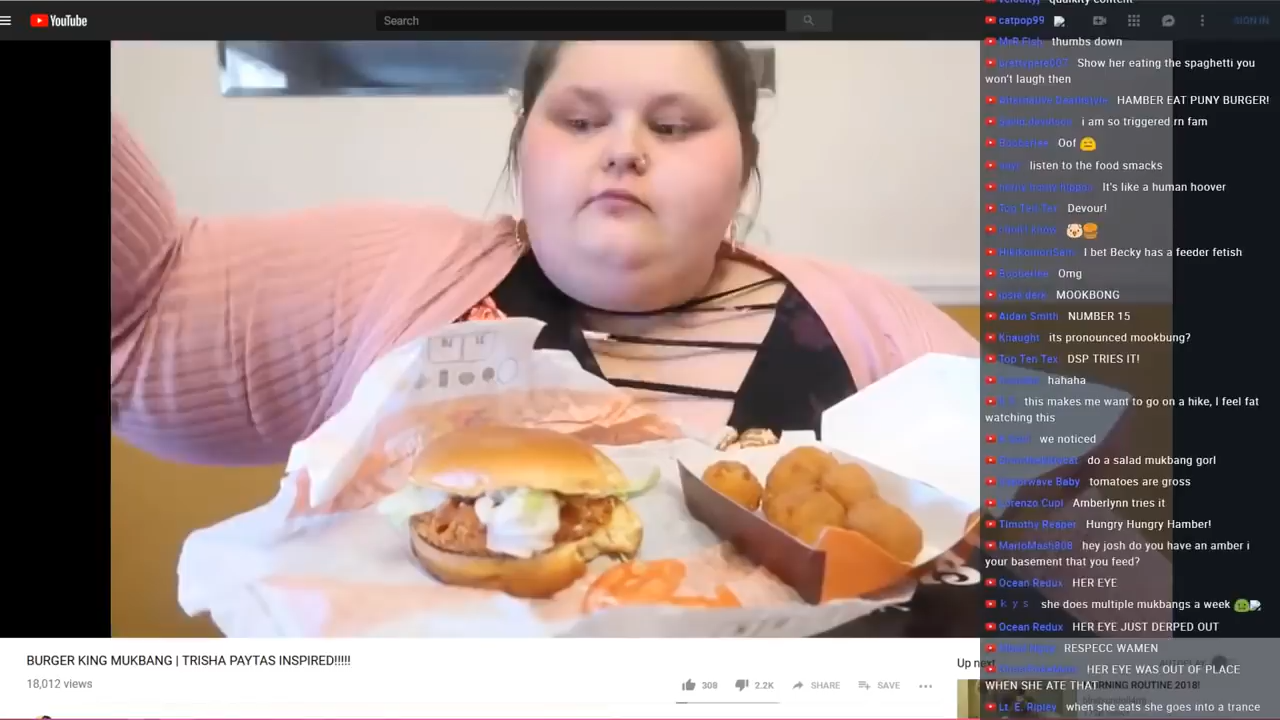 YouTube
Search
SIGN IN
catpop99
thumbs down
Show her eating the spaghetti you
won't laugh then
HAMBER EAT PUNY BURGER!
i am so triggered rn fam
Oof
listen to the food smacks
It's like a human hoover
Top Ten Tex Devour!
I bet Becky has a feeder fetish
Omg
MOOKBONG
Aidan Smith NUMBER 15
Knaught its pronounced mookbong?
Top Ten Tex DSP TRIES IT!
hahaha
this makes me want to go on a hike, I feel fat
watching this
we noticed
do a salad mukbang gorl
tomatoes are gross
Lorenzo Cupi Amberlynn tries it
Timothy Reaper Hungry Hungry Hamber!
MarioMash808 hey josh do you have an amber i
your basement that you feed?
Ocean Redux HER EYE
k y s she does multiple mukbangs a week
Ocean Redux HER EYE JUST DERPED OUT
RESPECC WAMEN
HER EYE WAS OUT OF PLACE
WHEN SHE ATE THAT
Lt. E. Ripley when she eats she goes into a trance
BURGER KING MUKBANG | TRISHA PAYTAS INSPIRED!!!!!
18,012 views
308
2.2K
SHARE
SAVE
Up next
RNING ROUTINE 2018!